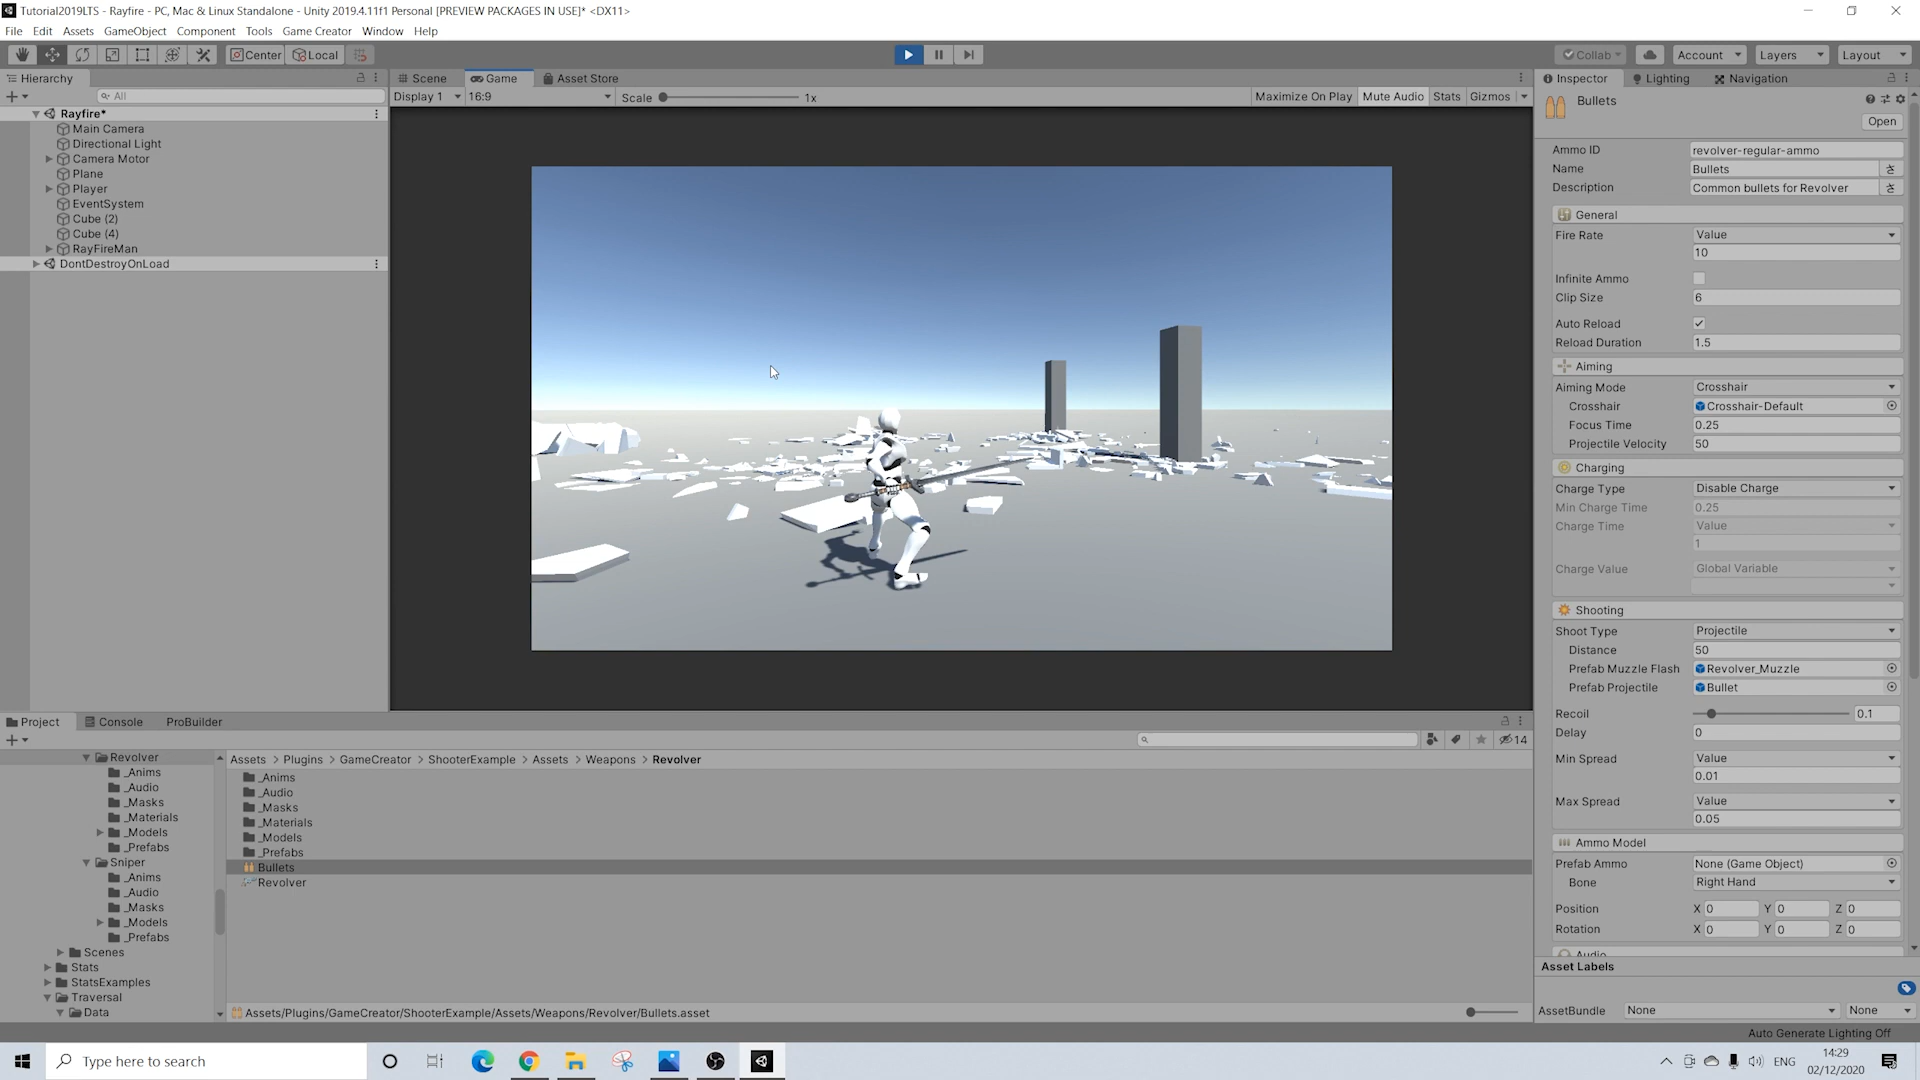 Tutorial2019LTS - Rayfire - PC, Mac & Linux Standalone - Unity 2019.4.11f1 Personal [PREVIEW PACKAGES IN USE]* <DX11>
File Edit Assets GameObject Component Tools Game Creator Window Help
Center Local Collab Account Layers Layout
Hierarchy Scene Game Asset Store Inspector Lighting Navigation
All Display 1 16:9 Scale 1x Maximize On Play Mute Audio Stats Gizmos
Rayfire*
Main Camera
Directional Light
Camera Motor
Plane
Player
EventSystem
Cube (2)
Cube (4)
RayFireMan
DontDestroyOnLoad
Bullets
Open
Ammo ID revolver-regular-ammo
Name Bullets
Description Common bullets for Revolver
General
Fire Rate Value
10
Infinite Ammo
Clip Size 6
Auto Reload
Reload Duration 1.5
Aiming
Aiming Mode Crosshair
Crosshair Crosshair-Default
Focus Time 0.25
Projectile Velocity 50
Charging
Charge Type Disable Charge
Min Charge Time 0.25
Charge Time Value
1
Charge Value Global Variable
Shooting
Shoot Type Projectile
Distance 50
Prefab Muzzle Flash Revolver_Muzzle
Prefab Projectile Bullet
Recoil 0.1
Delay 0
Min Spread Value
0.01
Max Spread Value
0.05
Ammo Model
Prefab Ammo None (Game Object)
Bone Right Hand
Position X 0 Y 0 Z 0
Rotation X 0 Y 0 Z 0
Audio
Asset Labels
AssetBundle None None
Auto Generate Lighting Off
Project Console ProBuilder
14
Revolver
_Anims
_Audio
_Masks
_Materials
_Models
_Prefabs
Sniper
_Anims
_Audio
_Masks
_Models
_Prefabs
Scenes
Stats
StatsExamples
Traversal
Data
Assets > Plugins > GameCreator > ShooterExample > Assets > Weapons > Revolver
_Anims
_Audio
_Masks
_Materials
_Models
_Prefabs
Bullets
Revolver
Assets/Plugins/GameCreator/ShooterExample/Assets/Weapons/Revolver/Bullets.asset
Type here to search
ENG
14:29
02/12/2020